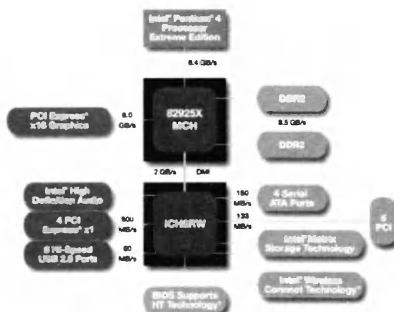 Intel® Pentium® 4
Processor
Extreme Edition
6.4 GB/s
PCI Express*
x16 Graphics
8.0
GB/s
82925X
MCH
DDR2
8.5 GB/s
DDR2
2 GB/s
DMI
Intel® High
Definition Audio
4 PCI
Express* x1
500
MB/s
8 Hi-Speed
USB 2.0 Ports
60
MB/s
ICH6RW
150
MB/s
4 Serial
ATA Ports
133
MB/s
6
PCI
Intel® Matrix
Storage Technology
Intel® Wireless
Connect Technology*
BIOS Supports
HT Technology*